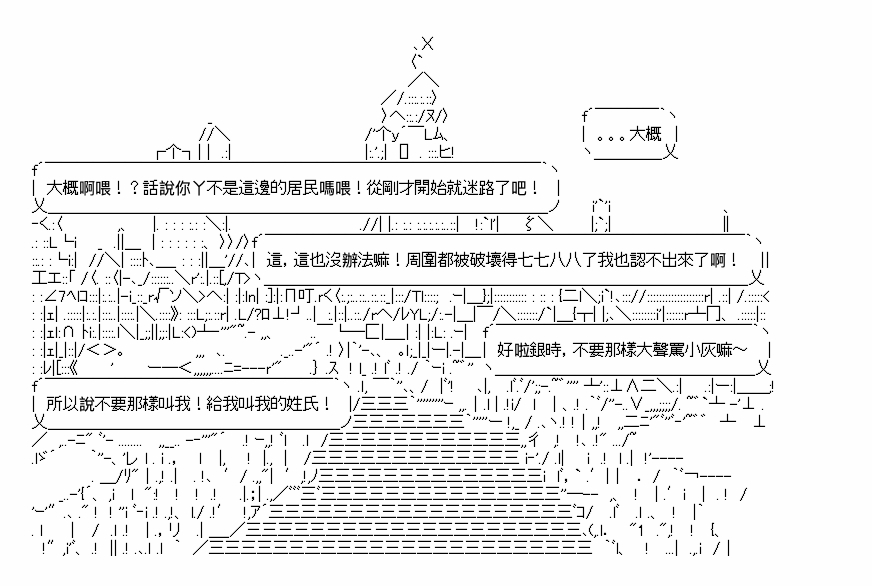 。。。大概
大概啊喂！？話說你丫不是這邊的居民嗎喂！從剛才開始就迷路了吧！
這，這也沒辦法嘛！周圍都被破壞得七七八八了我也認不出來了啊！
好啦銀時，不要那樣大聲罵小灰嘛～
所以說不要那樣叫我！給我叫我的姓氏！